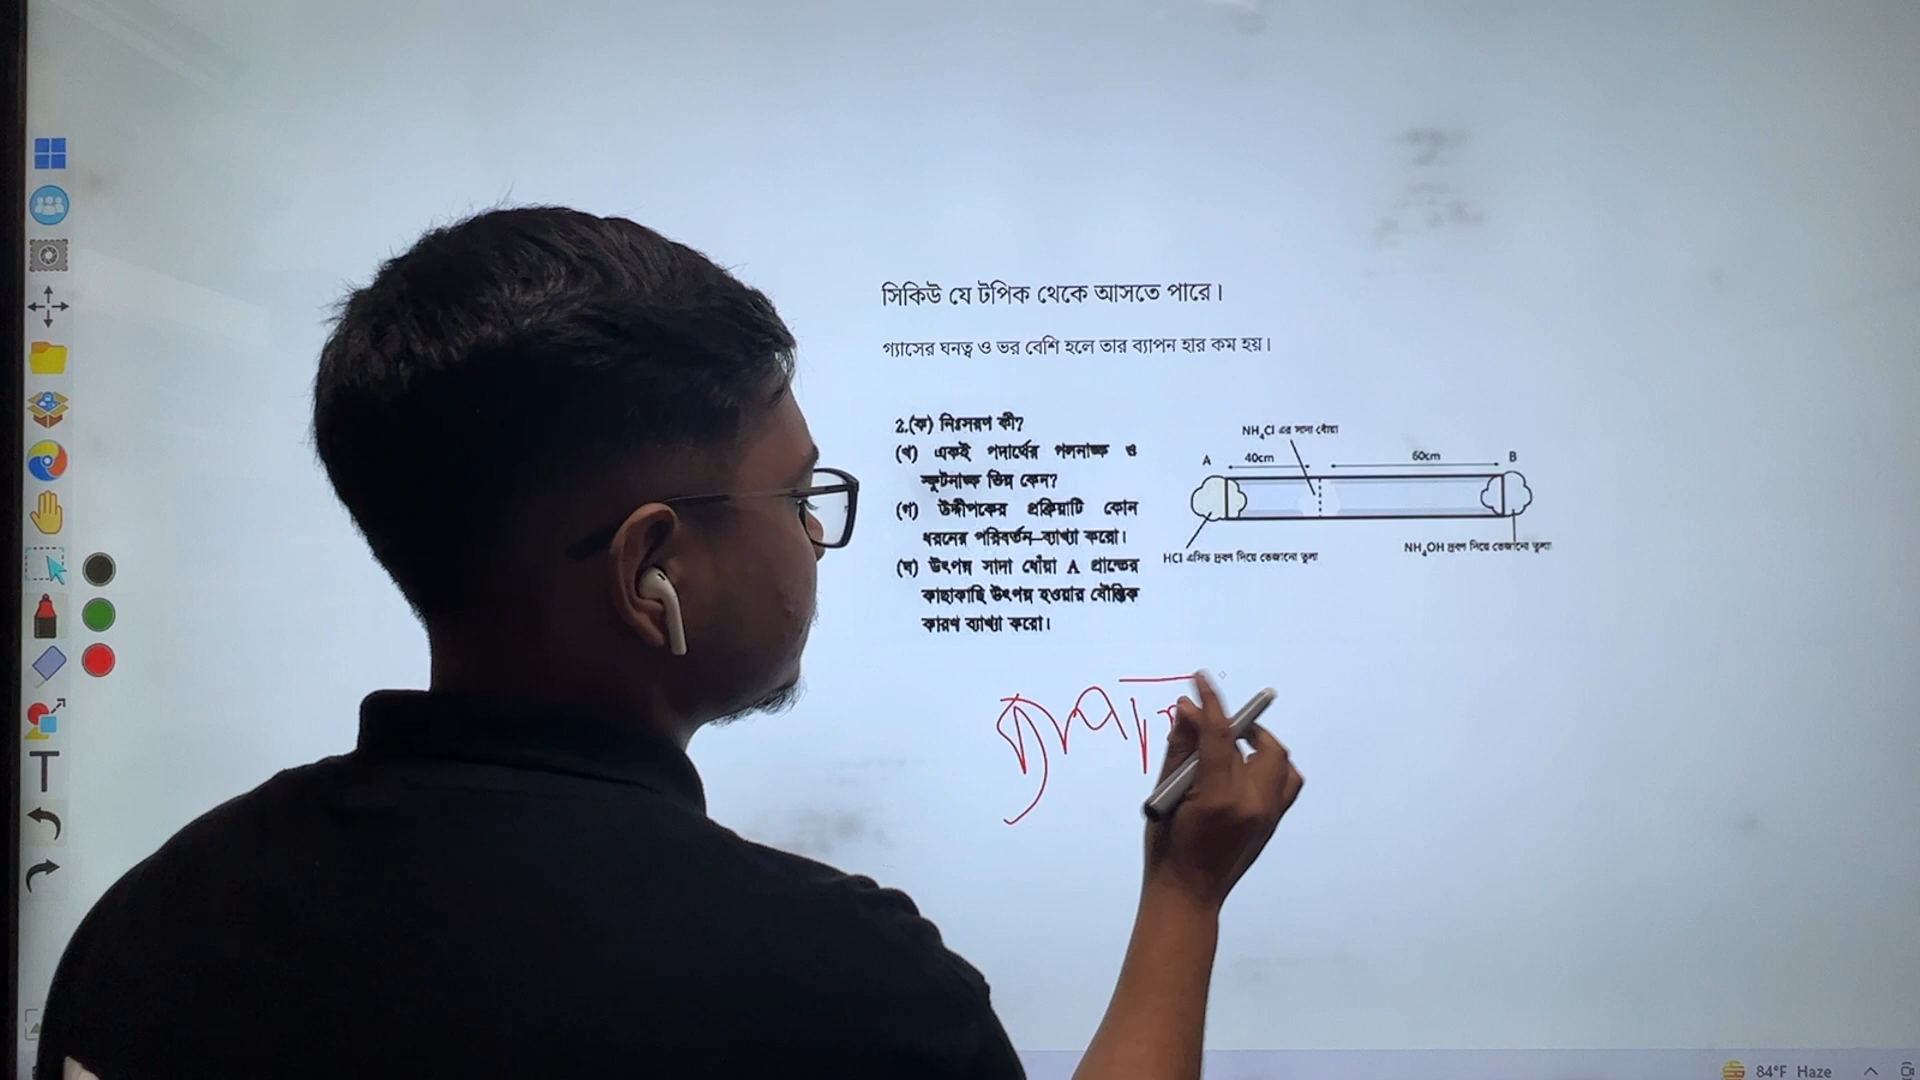 সিকিউ যে টপিক থেকে আসতে পারে।
গ্যাসের ঘনত্ব ও ভর বেশি হলে তার ব্যাপন হার কম হয়।
2.(ক) নিঃসরণ কী?
(খ) একই পদার্থের গলনাঙ্ক ও
স্ফুটনাঙ্ক ভিন্ন কেন?
(গ) উদ্দীপকের প্রক্রিয়াটি কোন
ধরনের পরিবর্তন–ব্যাখ্যা করো।
(ঘ) উৎপন্ন সাদা ধোঁয়া A প্রান্তের
কাছাকাছি উৎপন্ন হওয়ার যৌক্তিক
কারণ ব্যাখ্যা করো।
NH4Cl এর সাদা ধোঁয়া
A 40cm 60cm B
HCl এসিড দ্রবণ দিয়ে ভেজানো তুলা
NH4OH দ্রবণ দিয়ে ভেজানো তুলা
84°F Haze